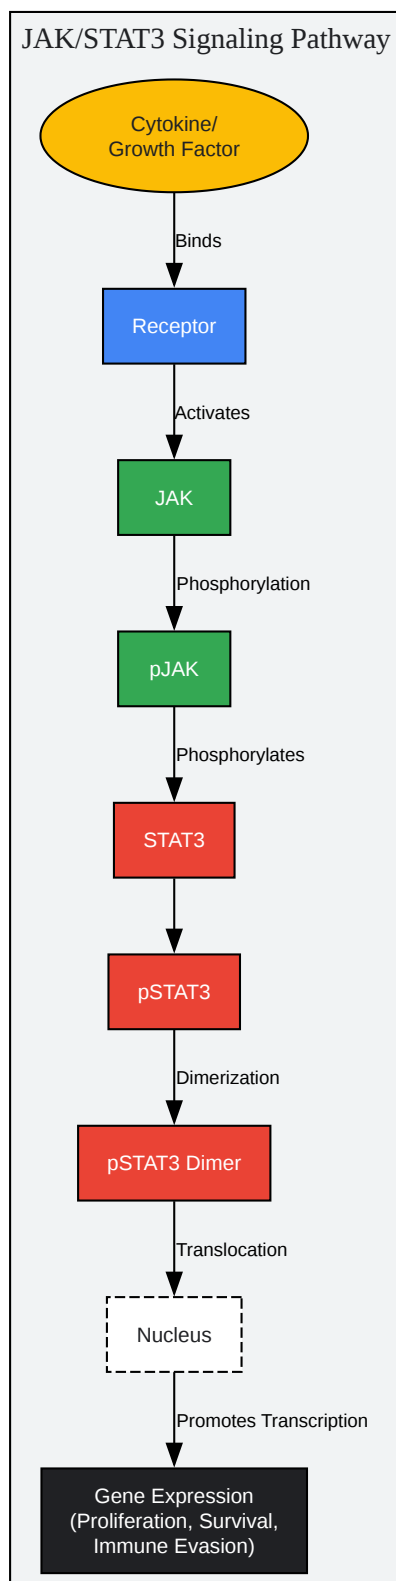 JAK/STAT3 Signaling Pathway
Cytokine/
Growth Factor
Binds
Receptor
Activates
JAK
Phosphorylation
pJAK
Phosphorylates
STAT3
pSTAT3
Dimerization
pSTAT3 Dimer
Translocation
Nucleus
Promotes Transcription
Gene Expression
(Proliferation, Survival,
Immune Evasion)